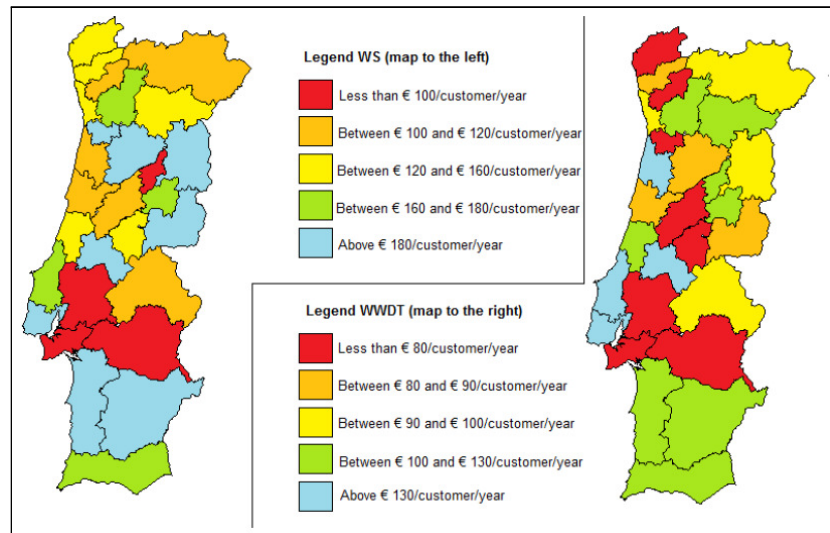 Legend WS (map to the left)
Less than € 100/customer/year
Between € 100 and € 120/customer/year
Between € 120 and € 160/customer/year
Between € 160 and € 180/customer/year
Above € 180/customer/year
Legend WWDT (map to the right)
Less than € 80/customer/year
Between € 80 and € 90/customer/year
Between € 90 and € 100/customer/year
Between € 100 and € 130/customer/year
Above € 130/customer/year